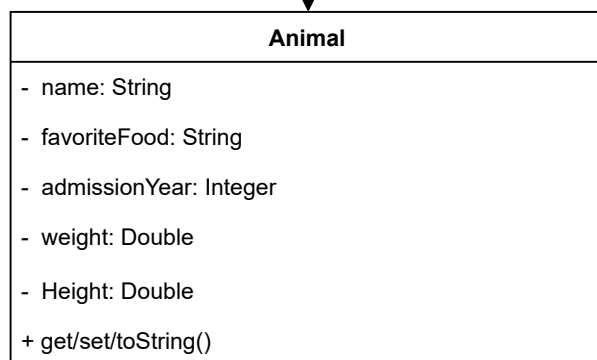 Animal
- name: String
- favoriteFood: String
- admissionYear: Integer
- weight: Double
- Height: Double
+ get/set/toString()